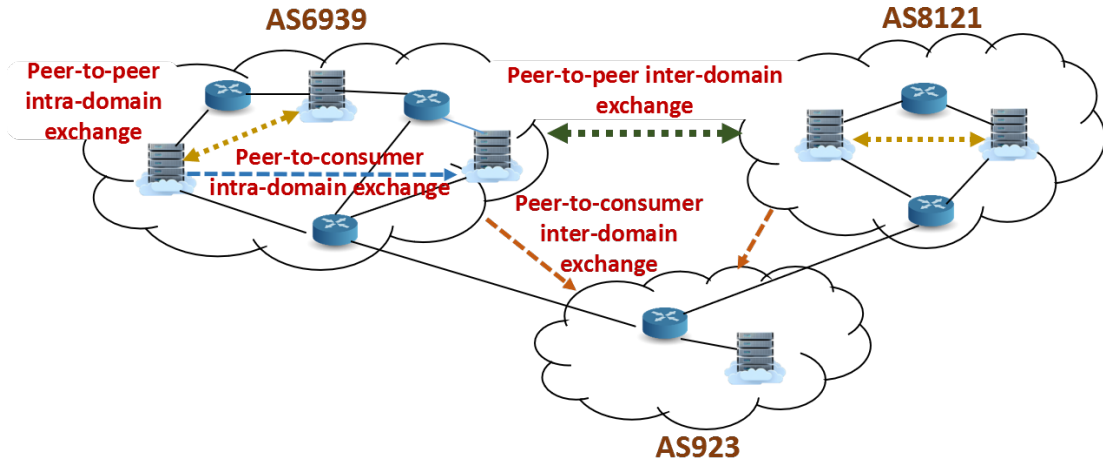 AS6939
AS8121
Peer-to-peer
intra-domain
exchange
Peer-to-peer inter-domain
exchange
Peer-to-consumer
intra-domain exchange
Peer-to-consumer
inter-domain
exchange
AS923